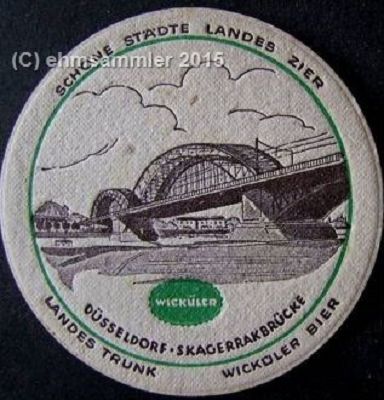 (C) ehmsammler 2015
SCHÖNE STÄDTE LANDES ZIER
WICKÜLER
DÜSSELDORF · SKAGERRAKBRÜCKE
LANDES TRUNK WICKÜLER BIER